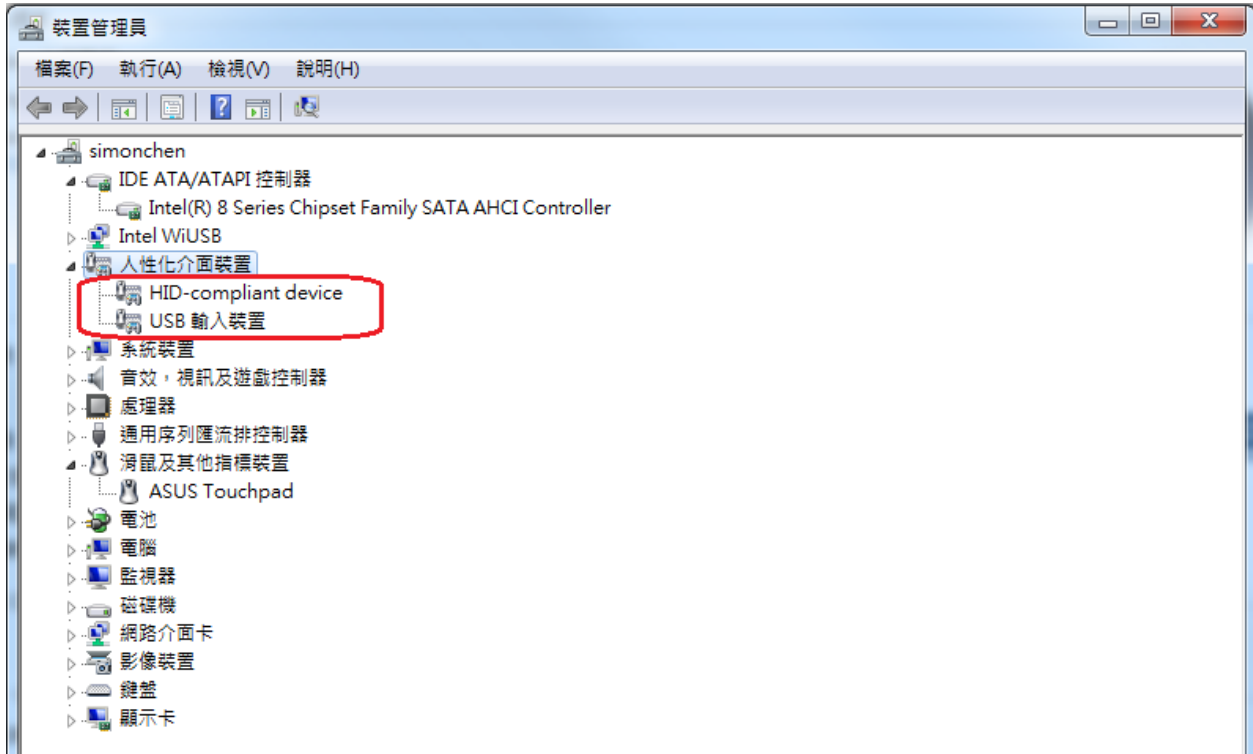 裝置管理員
檔案(F) 執行(A) 檢視(V) 說明(H)
simonchen
IDE ATA/ATAPI 控制器
Intel(R) 8 Series Chipset Family SATA AHCI Controller
Intel WiUSB
人性化介面裝置
HID-compliant device
USB 輸入裝置
系統裝置
音效，視訊及遊戲控制器
處理器
通用序列匯流排控制器
滑鼠及其他指標裝置
ASUS Touchpad
電池
電腦
監視器
磁碟機
網路介面卡
影像裝置
鍵盤
顯示卡